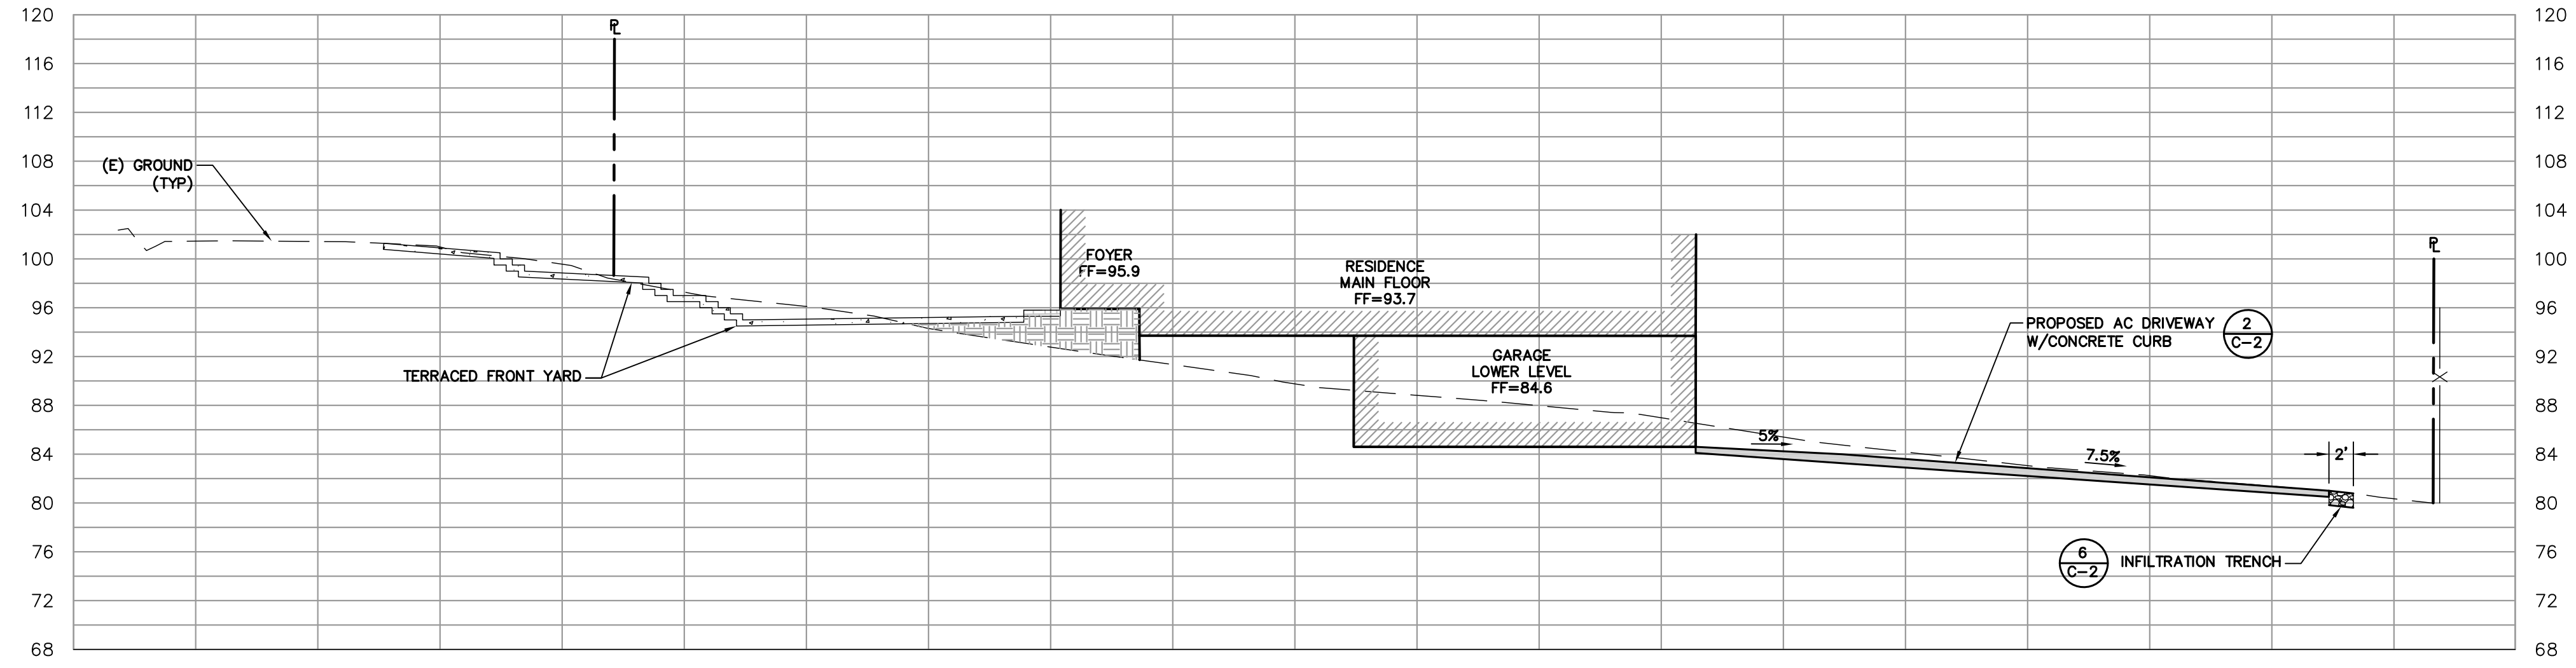 120
120
PL
116
116
112
112
108
108
(E) GROUND
(TYP)
104
104
100
100
PL
FOYER
FF=95.9
RESIDENCE
MAIN FLOOR
FF=93.7
96
96
PROPOSED AC DRIVEWAY
W/CONCRETE CURB
2
C-2
92
92
GARAGE
LOWER LEVEL
FF=84.6
TERRACED FRONT YARD
88
88
5%
84
84
7.5%
2'
80
80
76
76
6
C-2
INFILTRATION TRENCH
72
72
68
68